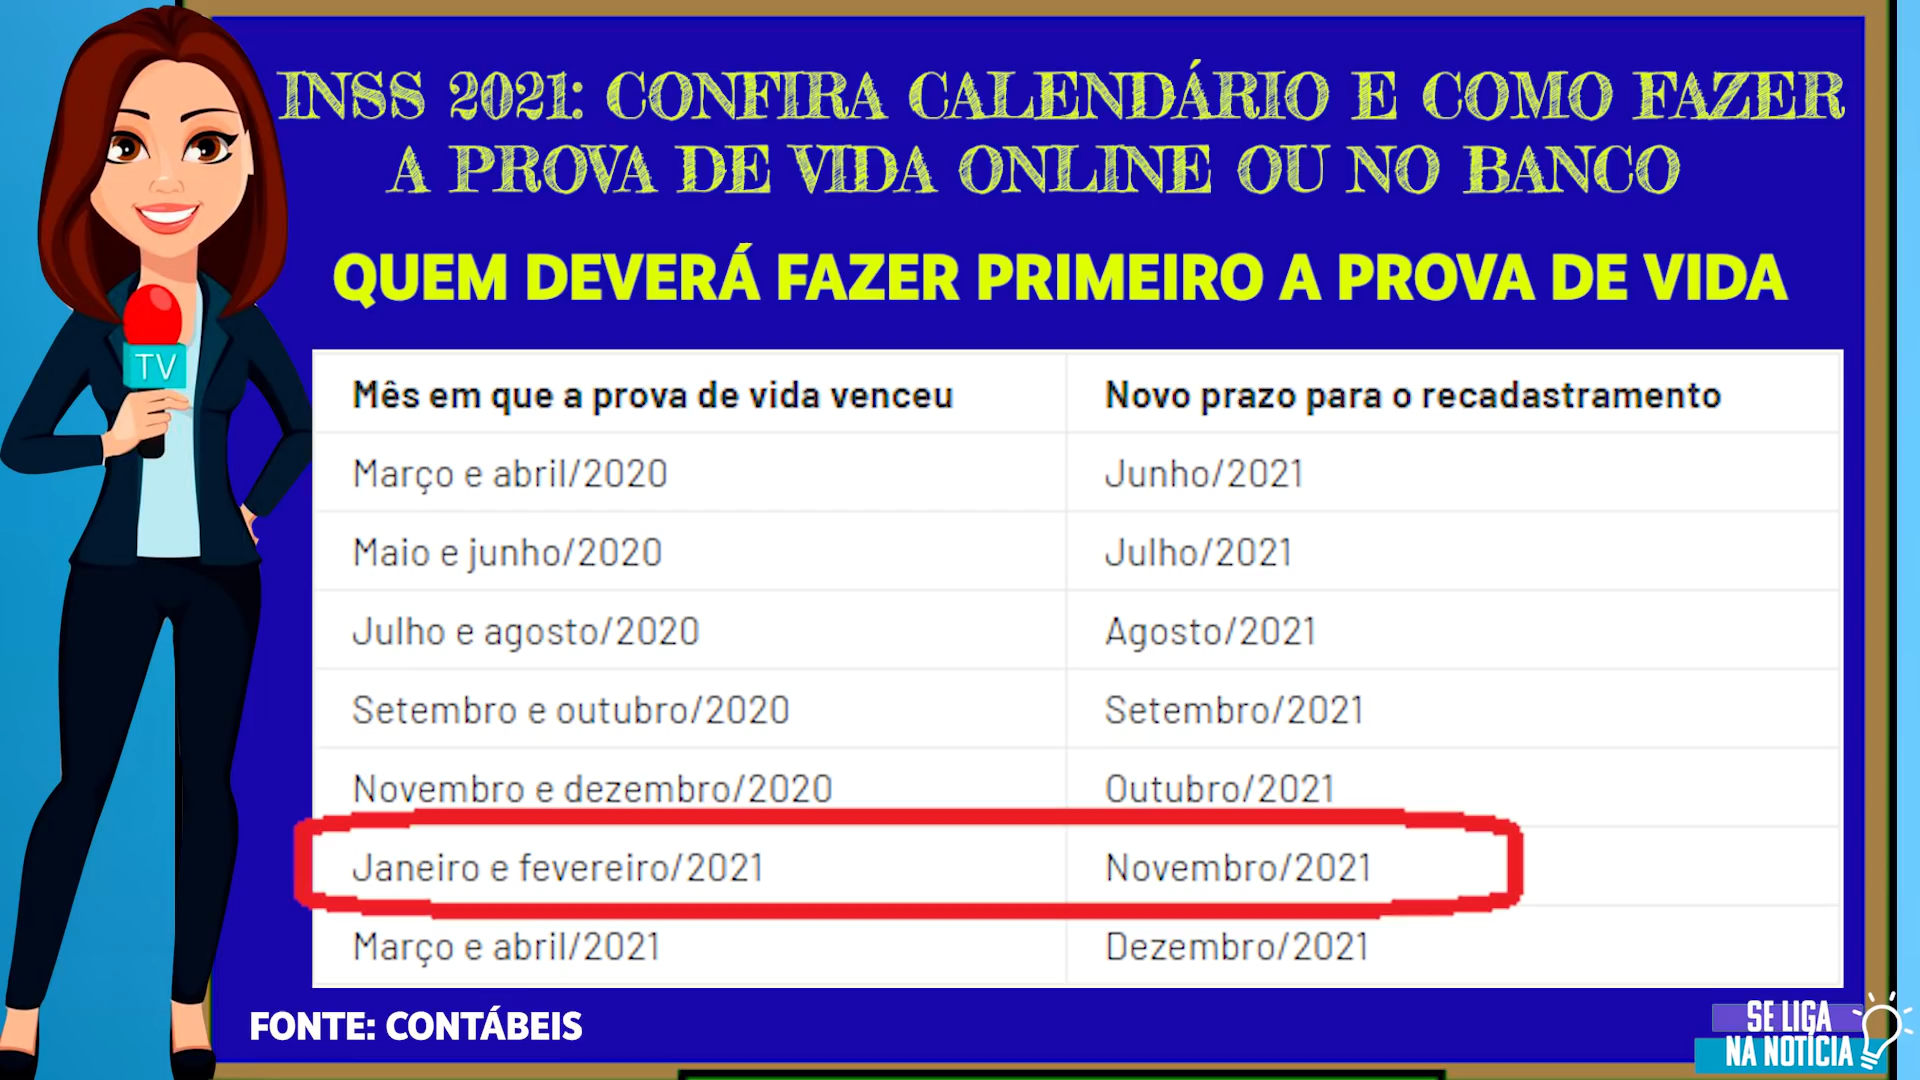 INSS 2021: CONFIRA CALENDÁRIO E COMO FAZER
A PROVA DE VIDA ONLINE OU NO BANCO
QUEM DEVERÁ FAZER PRIMEIRO A PROVA DE VIDA
TV
Mês em que a prova de vida venceu Novo prazo para o recadastramento
Março e abril/2020 Junho/2021
Maio e junho/2020 Julho/2021
Julho e agosto/2020 Agosto/2021
Setembro e outubro/2020 Setembro/2021
Novembro e dezembro/2020 Outubro/2021
Janeiro e fevereiro/2021 Novembro/2021
Março e abril/2021 Dezembro/2021
FONTE: CONTÁBEIS
SE LIGA
NA NOTÍCIA